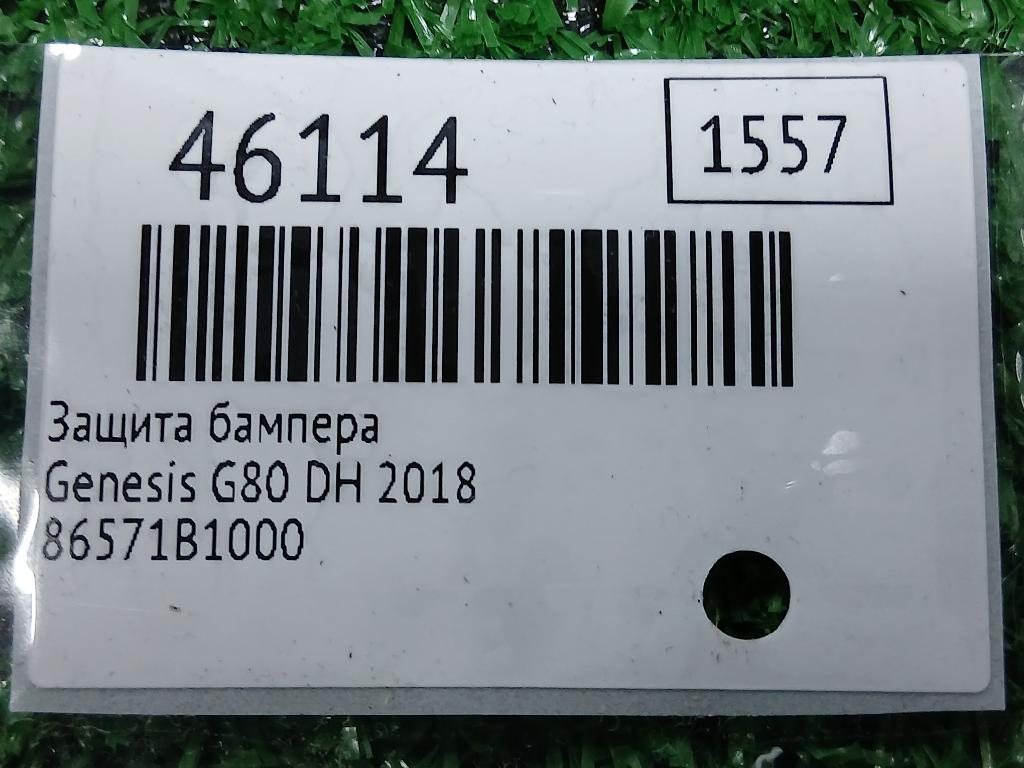 46114
1557
Защита бампера
Genesis G80 DH 2018
86571B1000